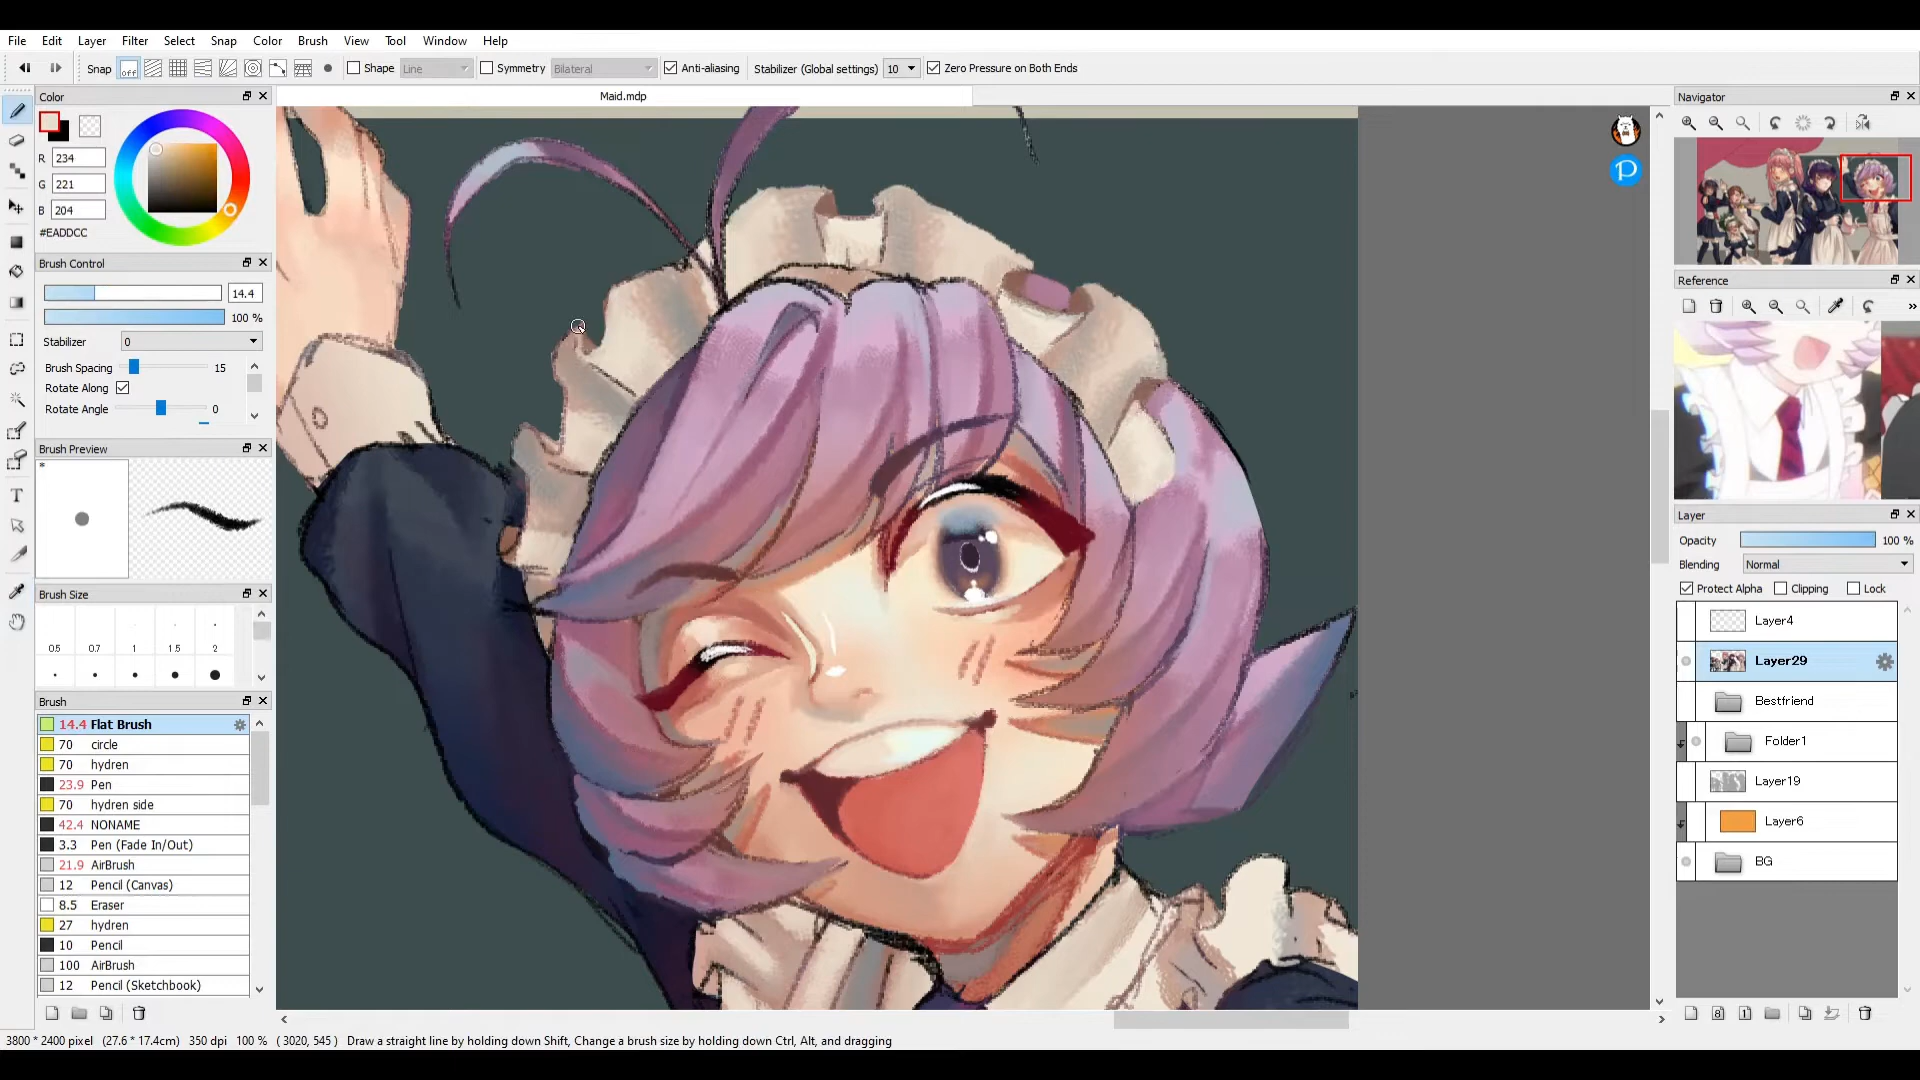 File Edit Layer Filter Select Snap Color Brush View Tool Window Help
Snap off Shape Line Symmetry Bilateral Anti-aliasing Stabilizer (Global settings) 10 Zero Pressure on Both Ends
Color
R 234
G 221
B 204
#EADDCC
Brush Control
14.4
100 %
Stabilizer 0
Brush Spacing 15
Rotate Along
Rotate Angle 0
Brush Preview
*
Brush Size
0.5 0.7 1 1.5 2
Brush
14.4 Flat Brush
70 circle
70 hydren
23.9 Pen
70 hydren side
42.4 NONAME
3.3 Pen (Fade In/Out)
21.9 AirBrush
12 Pencil (Canvas)
8.5 Eraser
27 hydren
10 Pencil
100 AirBrush
12 Pencil (Sketchbook)
Maid.mdp
Navigator
Reference
»
Layer
Opacity 100 %
Blending Normal
Protect Alpha Clipping Lock
Layer4
Layer29
Bestfriend
Folder1
Layer19
Layer6
BG
3800 * 2400 pixel (27.6 * 17.4cm) 350 dpi 100 % ( 3020, 545 ) Draw a straight line by holding down Shift, Change a brush size by holding down Ctrl, Alt, and dragging